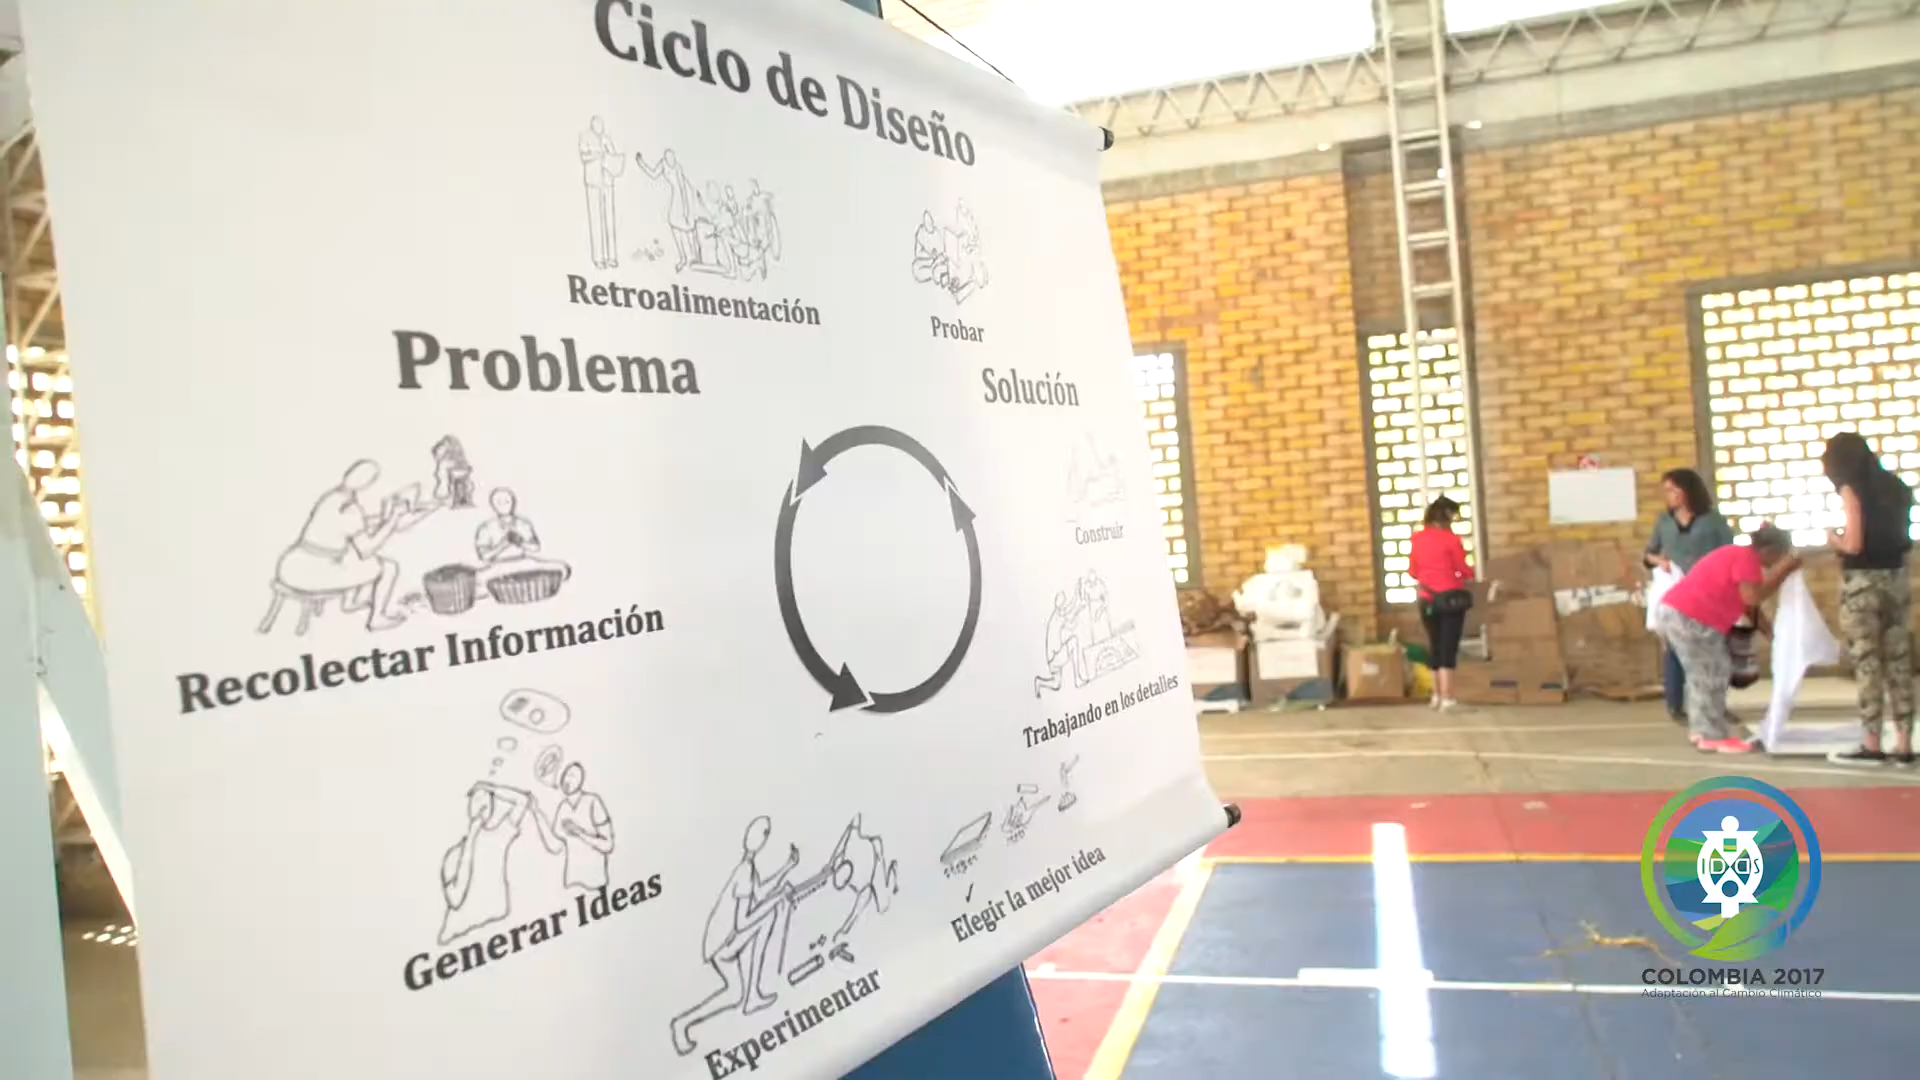 Ciclo de Diseño
Retroalimentación
Probar
Problema
Solución
Construir
Recolectar Información
Trabajando en los detalles
Generar Ideas
Elegir la mejor idea
Experimentar
IDDS
COLOMBIA 2017
Adaptación al Cambio Climático